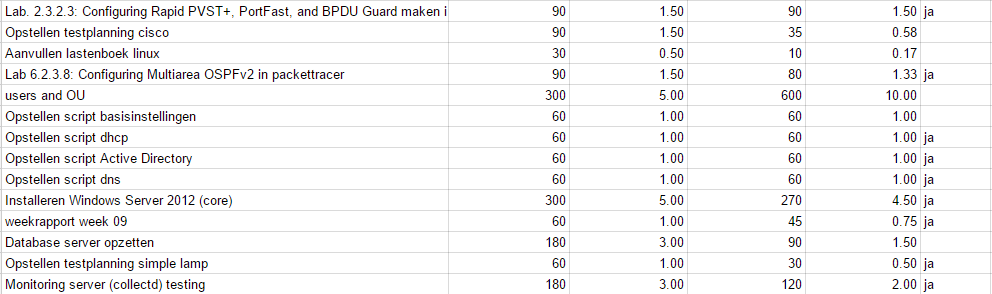 Lab. 2.3.2.3: Configuring Rapid PVST+, PortFast, and BPDU Guard maken i 90 1.50 90 1.50 ja
Opstellen testplanning cisco 90 1.50 35 0.58
Aanvullen lastenboek linux 30 0.50 10 0.17
Lab 6.2.3.8: Configuring Multiarea OSPFv2 in packettracer 90 1.50 80 1.33 ja
users and OU 300 5.00 600 10.00
Opstellen script basisinstellingen 60 1.00 60 1.00
Opstellen script dhcp 60 1.00 60 1.00 ja
Opstellen script Active Directory 60 1.00 60 1.00 ja
Opstellen script dns 60 1.00 60 1.00 ja
Installeren Windows Server 2012 (core) 300 5.00 270 4.50 ja
weekrapport week 09 60 1.00 45 0.75 ja
Database server opzetten 180 3.00 90 1.50
Opstellen testplanning simple lamp 60 1.00 30 0.50 ja
Monitoring server (collectd) testing 180 3.00 120 2.00 ja